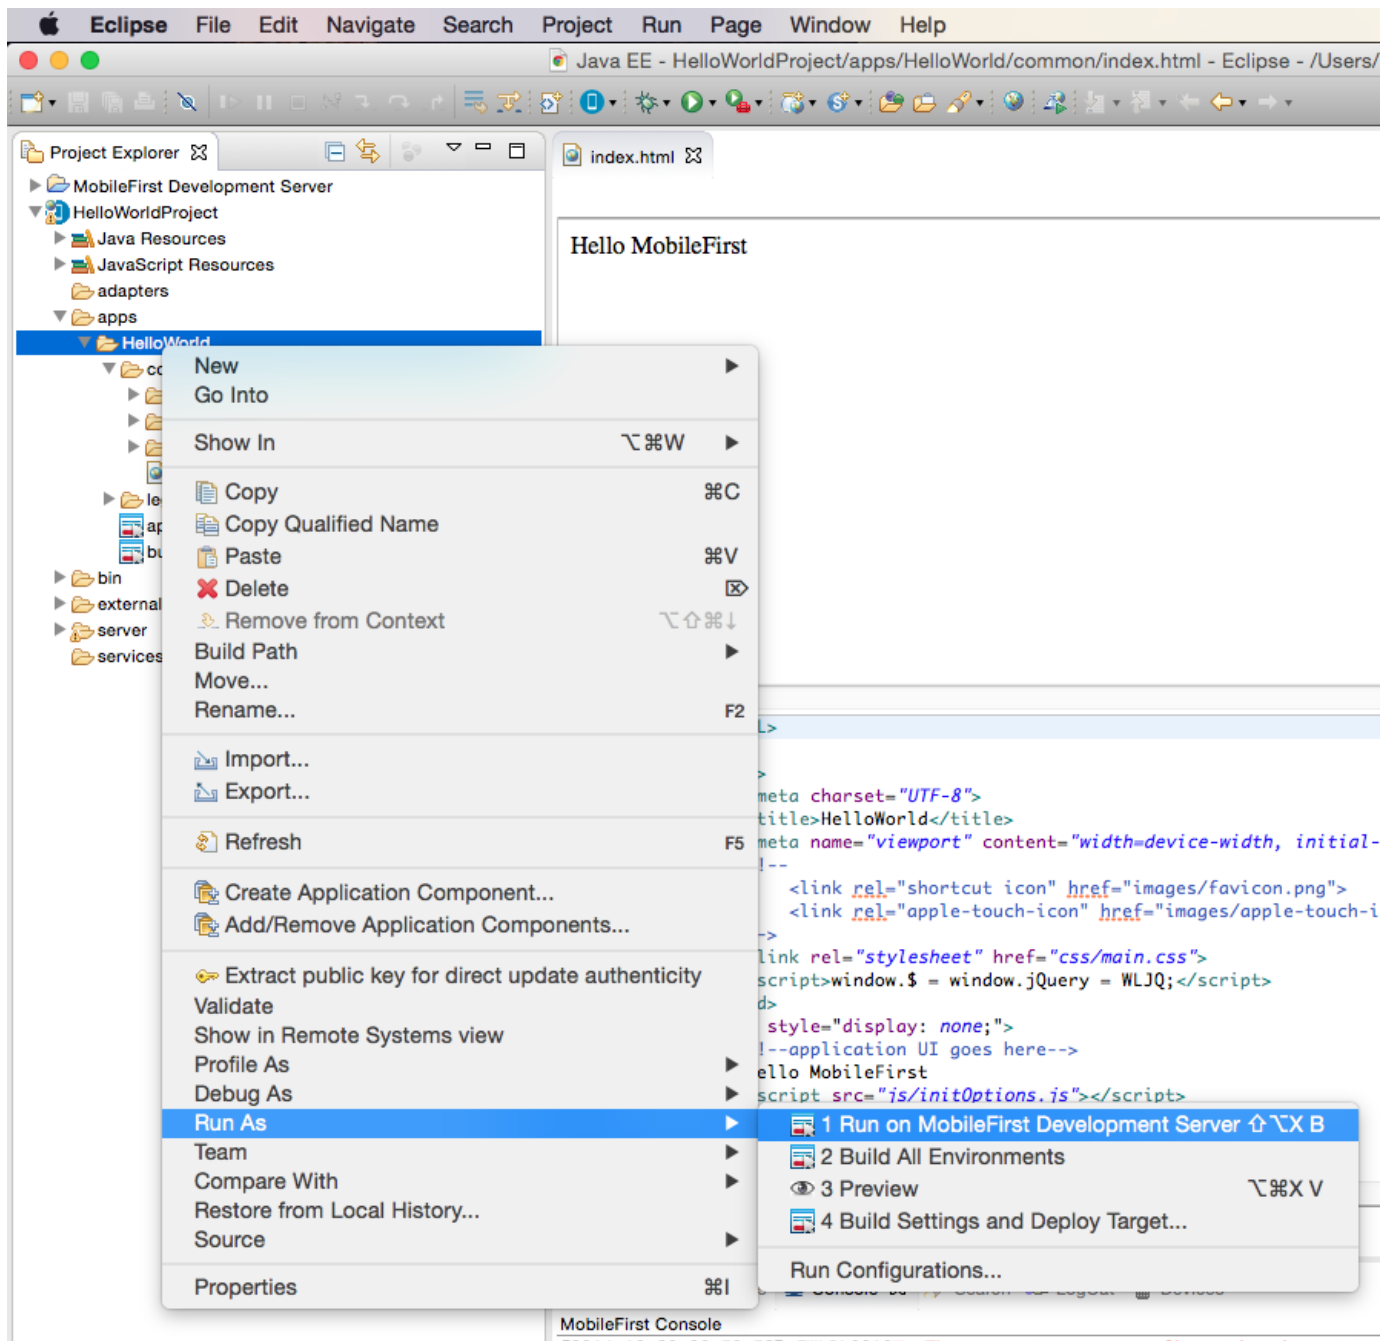 Eclipse File Edit Navigate Search Project Run Page Window Help
Java EE - HelloWorldProject/apps/HelloWorld/common/index.html - Eclipse - /Users/
Project Explorer
index.html
MobileFirst Development Server
HelloWorldProject
Java Resources
JavaScript Resources
adapters
apps
HelloWorld
Hello MobileFirst
bin
external
server
services
New
Go Into
Show In ⌥⌘W
Copy ⌘C
Copy Qualified Name
Paste ⌘V
Delete ⌦
Remove from Context ⌥⇧⌘↓
Build Path
Move...
Rename... F2
Import...
Export...
Refresh F5
Create Application Component...
Add/Remove Application Components...
Extract public key for direct update authenticity
Validate
Show in Remote Systems view
Profile As
Debug As
Run As
Team
Compare With
Restore from Local History...
Source
Properties ⌘I
L>
>
meta charset="UTF-8">
title>HelloWorld</title>
meta name="viewport" content="width=device-width, initial-
!--
<link rel="shortcut icon" href="images/favicon.png">
<link rel="apple-touch-icon" href="images/apple-touch-i
->
link rel="stylesheet" href="css/main.css">
script>window.$ = window.jQuery = WLJQ;</script>
d>
style="display: none;">
!--application UI goes here-->
ello MobileFirst
script src="js/initOptions.js"></script>
1 Run on MobileFirst Development Server ⇧⌥X B
2 Build All Environments
3 Preview ⌥⌘X V
4 Build Settings and Deploy Target...
Run Configurations...
MobileFirst Console